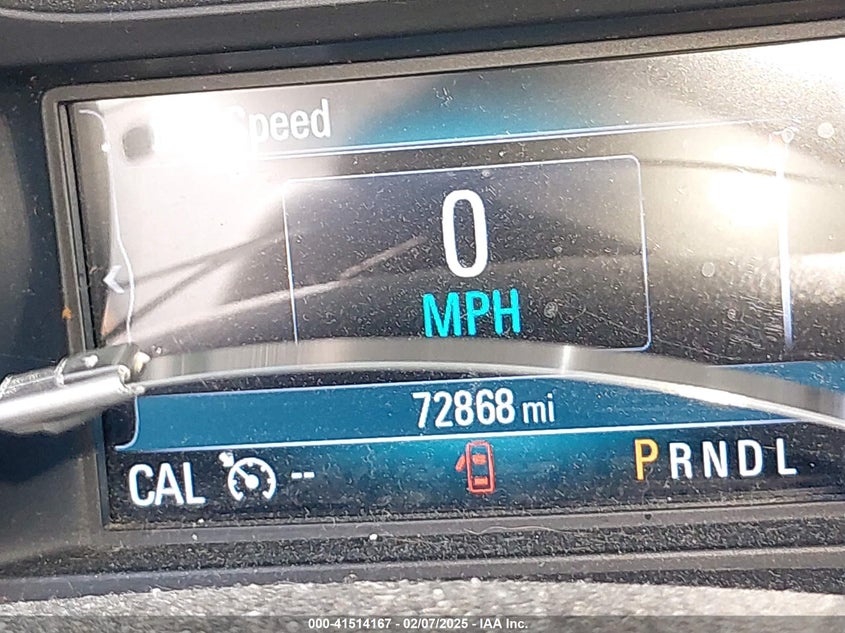 Speed
0
MPH
72868 mi
CAL -- PRNDL
000-41514167 - 02/07/2025 - IAA Inc.